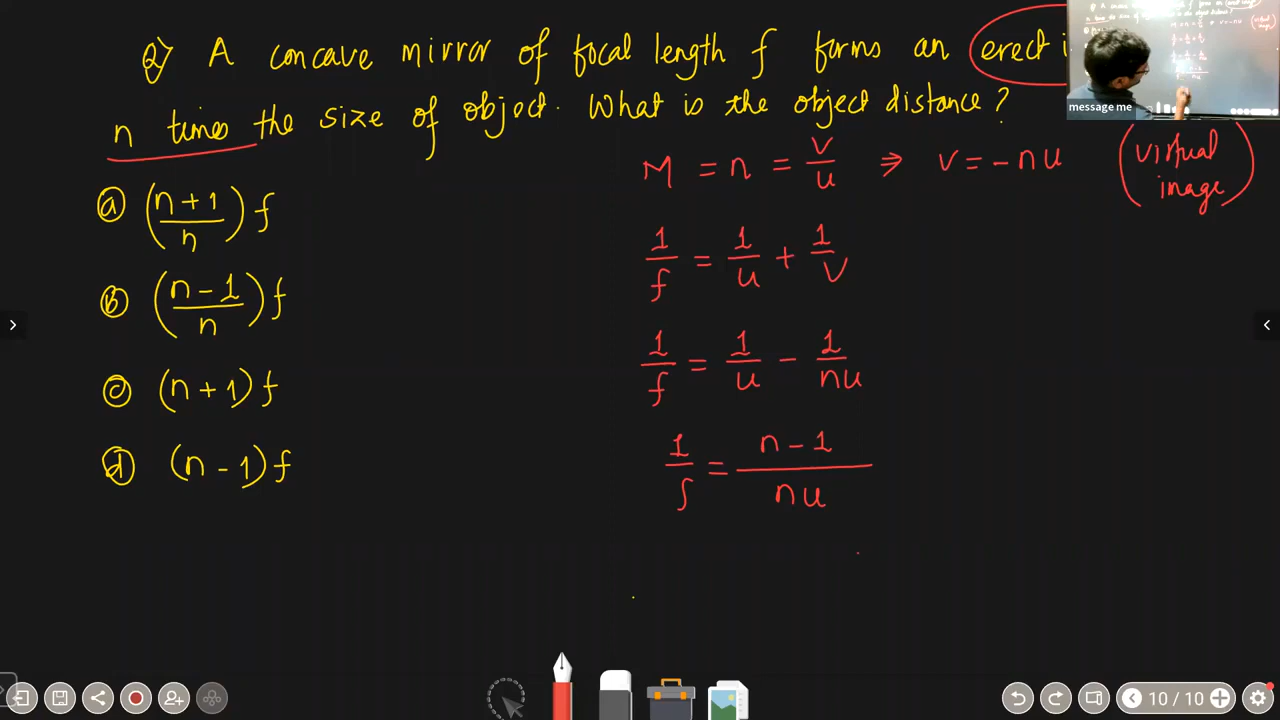 Q) A concave mirror of focal length f forms an erect
n times the size of object. What is the object distance?
message me
M = n = v/u ⇒ v = -nu (virtual image)
(a) ((n+1)/n) f
1/f = 1/u + 1/v
(b) ((n-1)/n) f
1/f = 1/u - 1/nu
(c) (n+1) f
(d) (n-1) f
1/f = (n-1)/nu
10/10